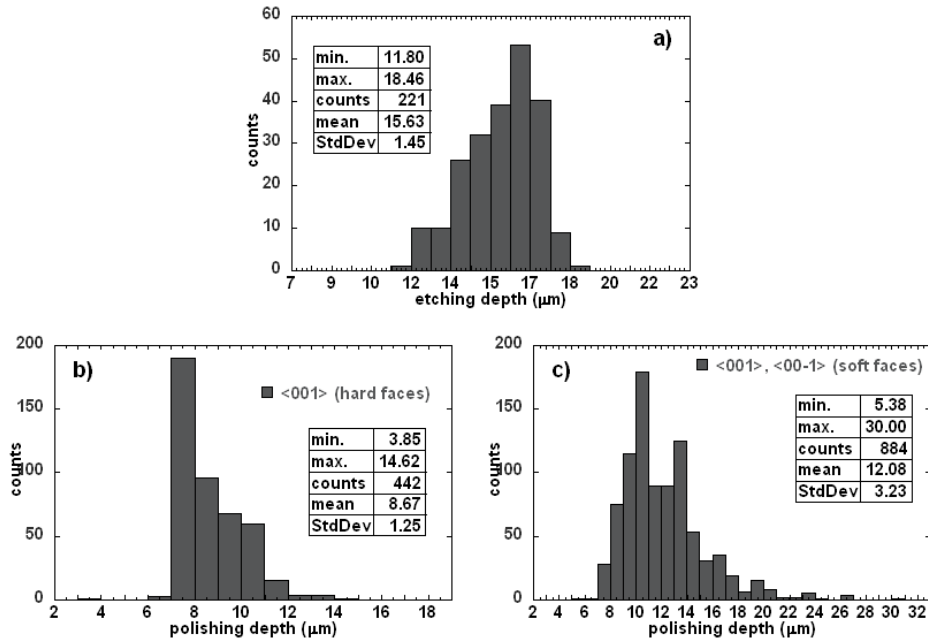 60
50
40
30
20
10
0
counts
a)
min. 11.80
max. 18.46
counts 221
mean 15.63
StdDev 1.45
7 8 10 11 12 13 14 16 17 18 19 20 22 23
etching depth (μm)
200
150
100
50
0
counts
b)
<001> (hard faces)
min. 3.85
max. 14.62
counts 442
mean 8.67
StdDev 1.25
2 4 6 8 10 12 14 16 18
polishing depth (μm)
200
150
100
50
0
counts
c)
<001>, <00-1> (soft faces)
min. 5.38
max. 30.00
counts 884
mean 12.08
StdDev 3.23
2 4 6 8 10 12 14 16 18 20 22 24 26 28 30 32
polishing depth (μm)